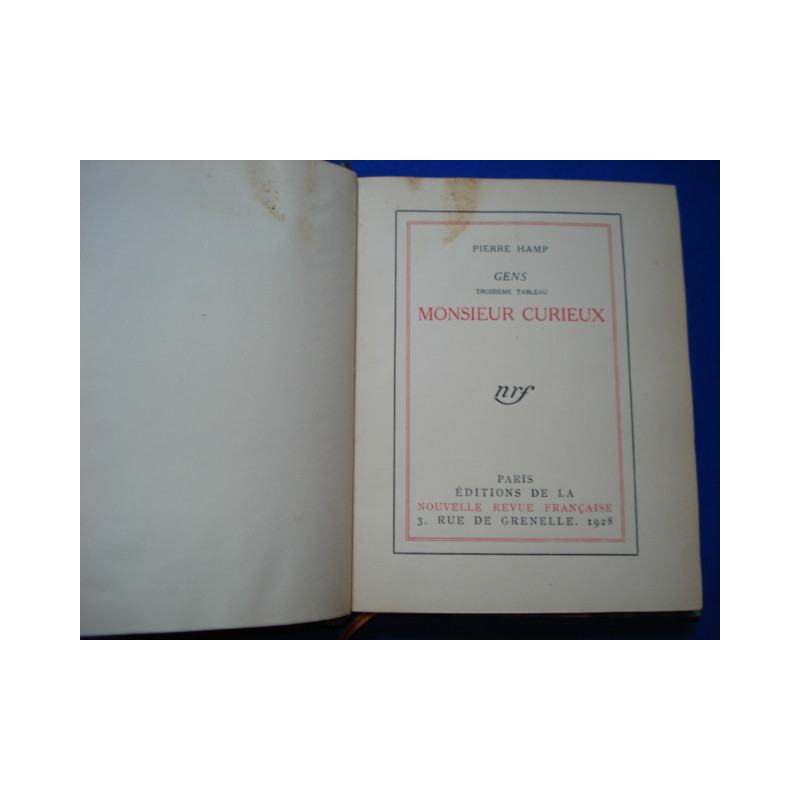 PIERRE HAMP
GENS
TROISIEME TABLEAU
MONSIEUR CURIEUX
nrf
PARIS
ÉDITIONS DE LA
NOUVELLE REVUE FRANÇAISE
3, RUE DE GRENELLE. 1928